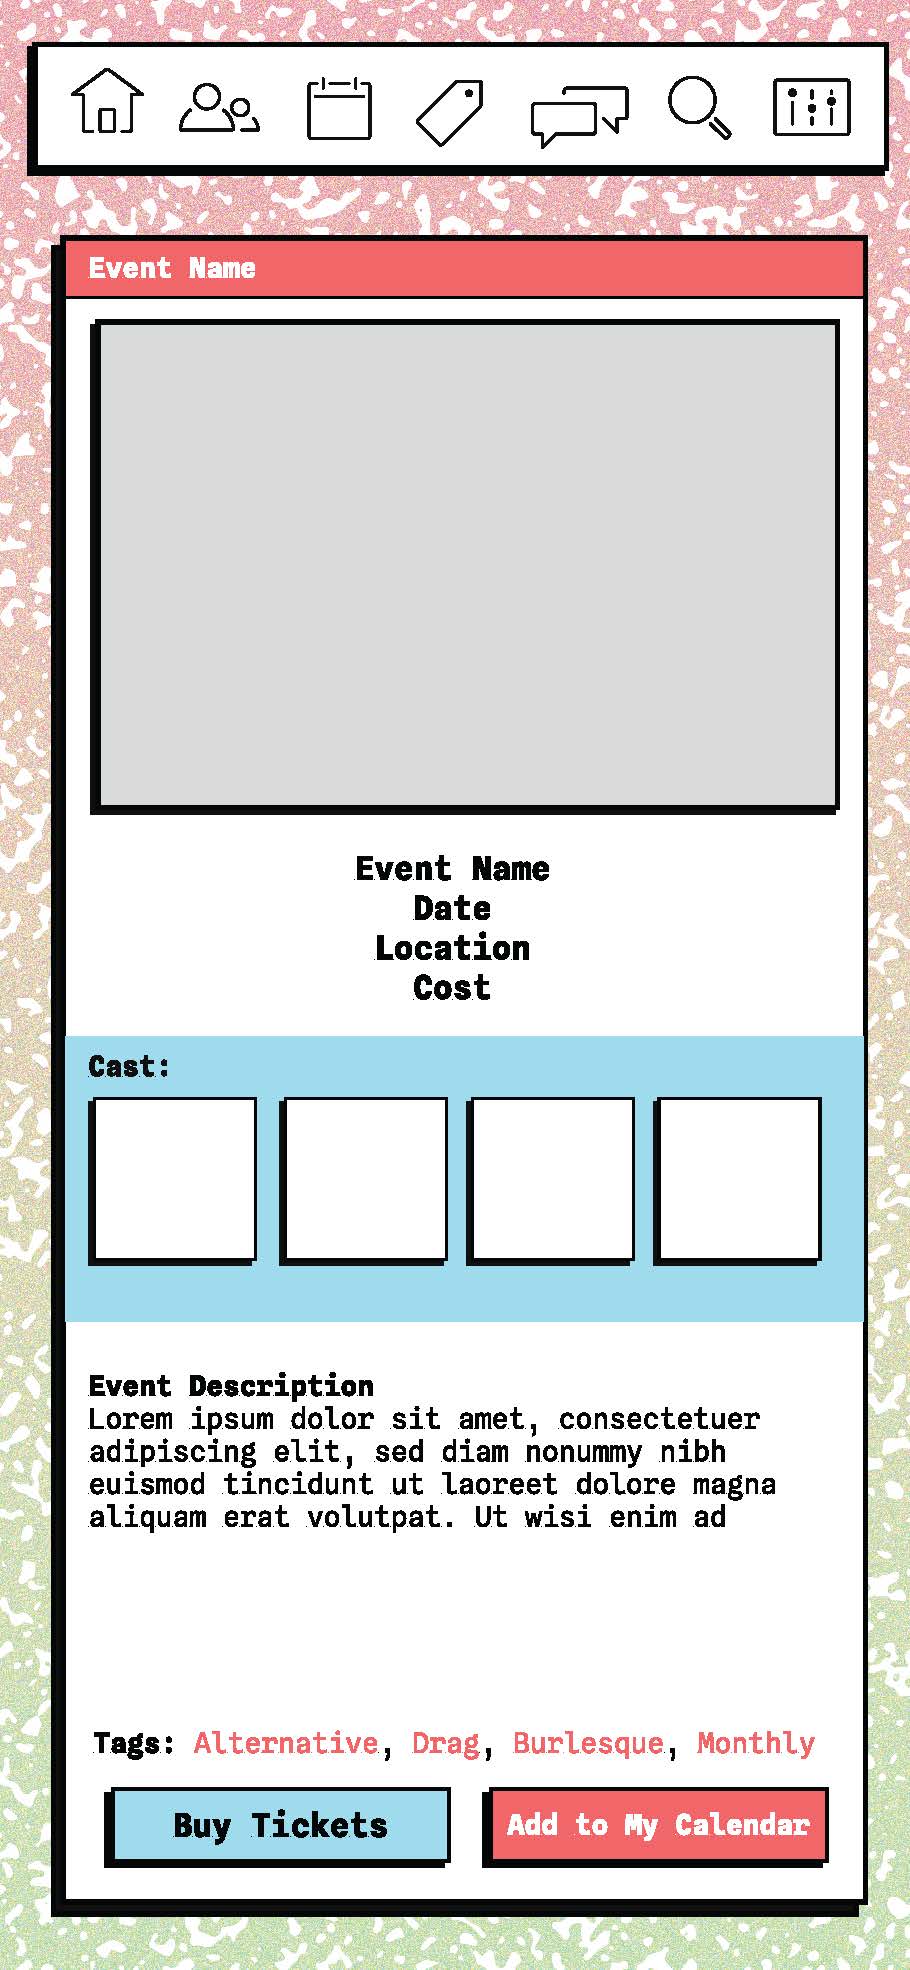 Event Name
Event Name
Date
Location
Cost
Cast:
Event Description
Lorem ipsum dolor sit amet, consectetuer
adipiscing elit, sed diam nonummy nibh
euismod tincidunt ut laoreet dolore magna
aliquam erat volutpat. Ut wisi enim ad
Tags: Alternative, Drag, Burlesque, Monthly
Buy Tickets
Add to My Calendar